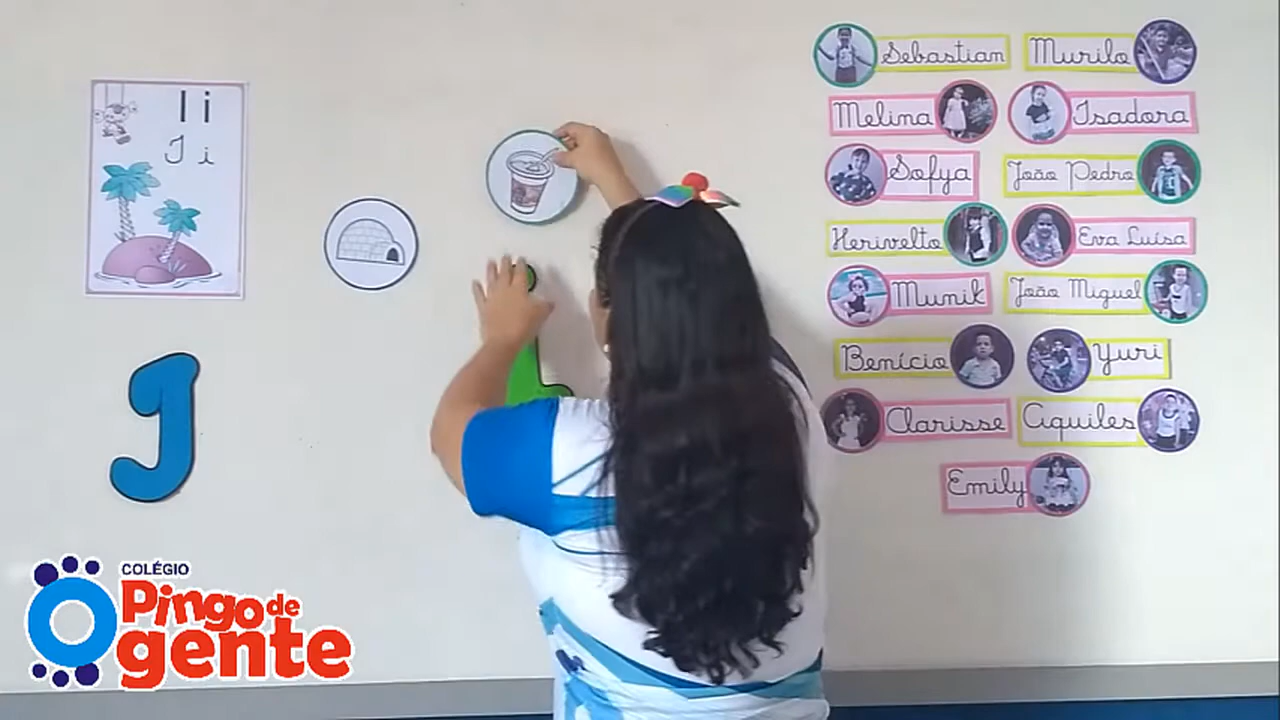 Ii
I i
I
Sebastian
Murilo
Melina
Isadora
Sofya
João Pedro
Herivelto
Eva Luísa
Munik
João Miguel
Benício
Yuri
Clarisse
Aquiles
Emily
COLÉGIO
Pingo de
gente